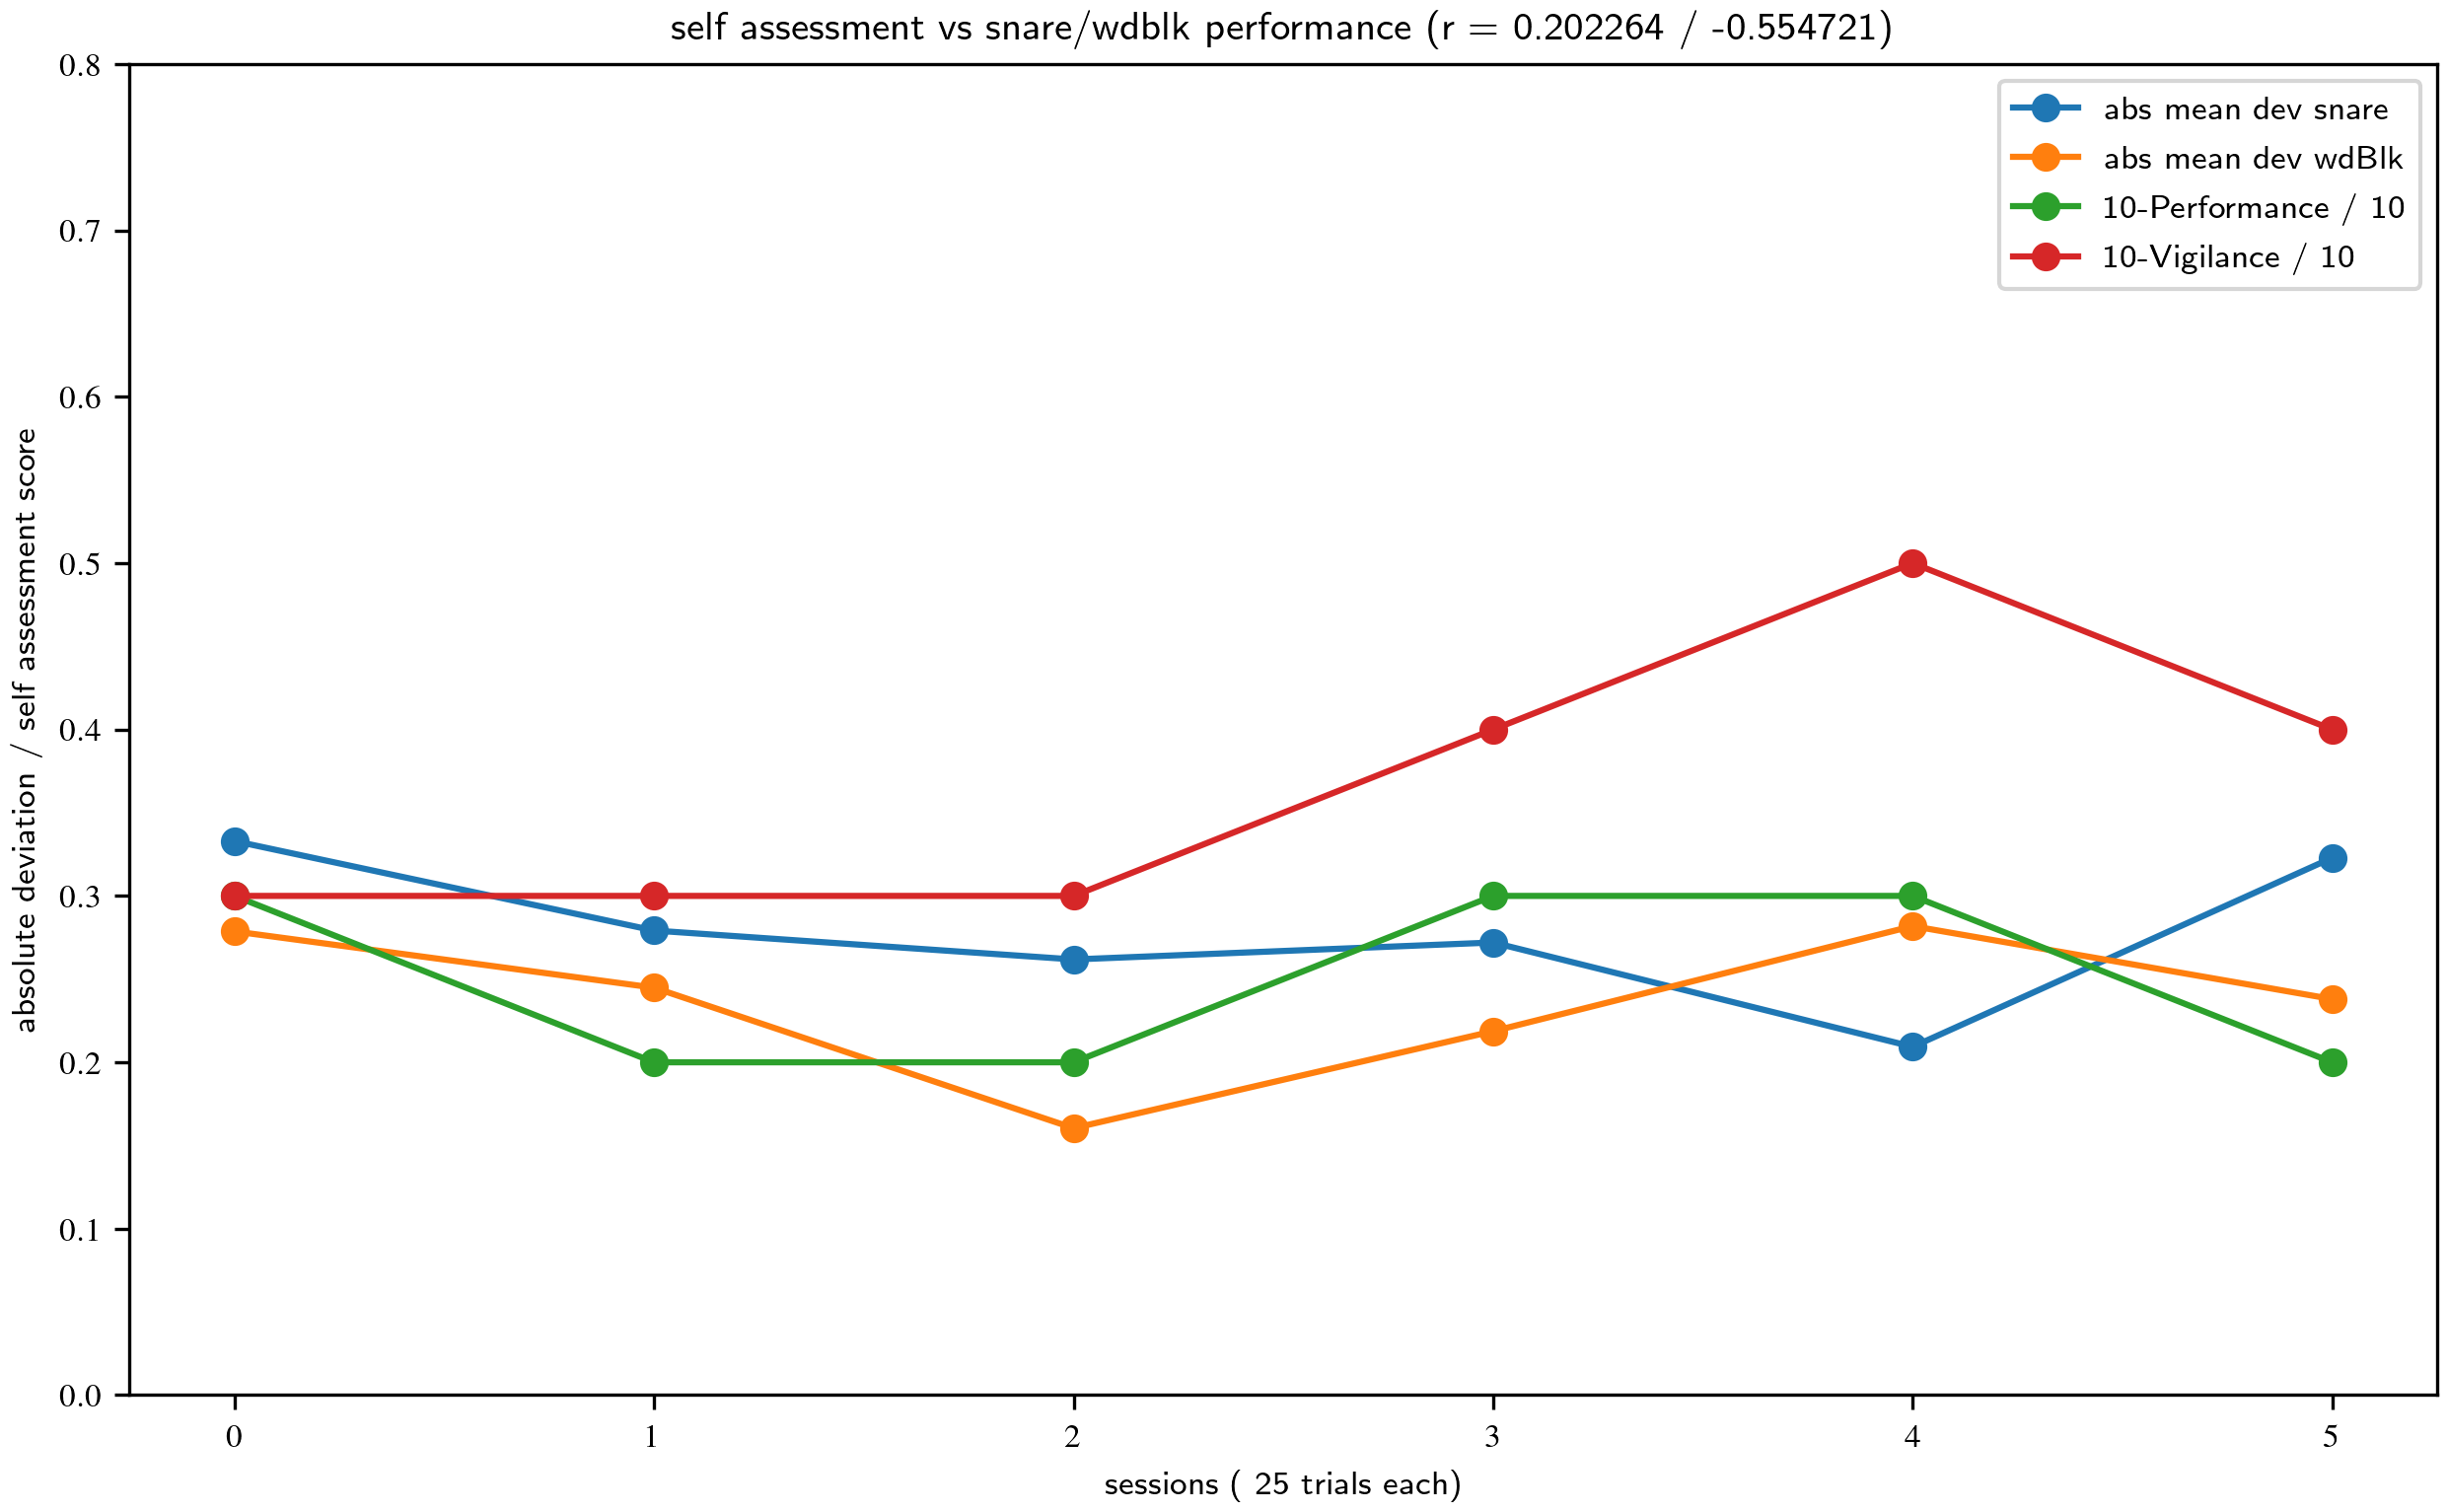 self assessment vs snare/wdblk performance (r = 0.202264 / -0.554721)
0.8
0.7
0.6
0.5
0.4
0.3
0.2
0.1
0.0
absolute deviation / self assessment score
abs mean dev snare
abs mean dev wdBlk
10-Performance / 10
10-Vigilance / 10
0 1 2 3 4 5
sessions ( 25 trials each)